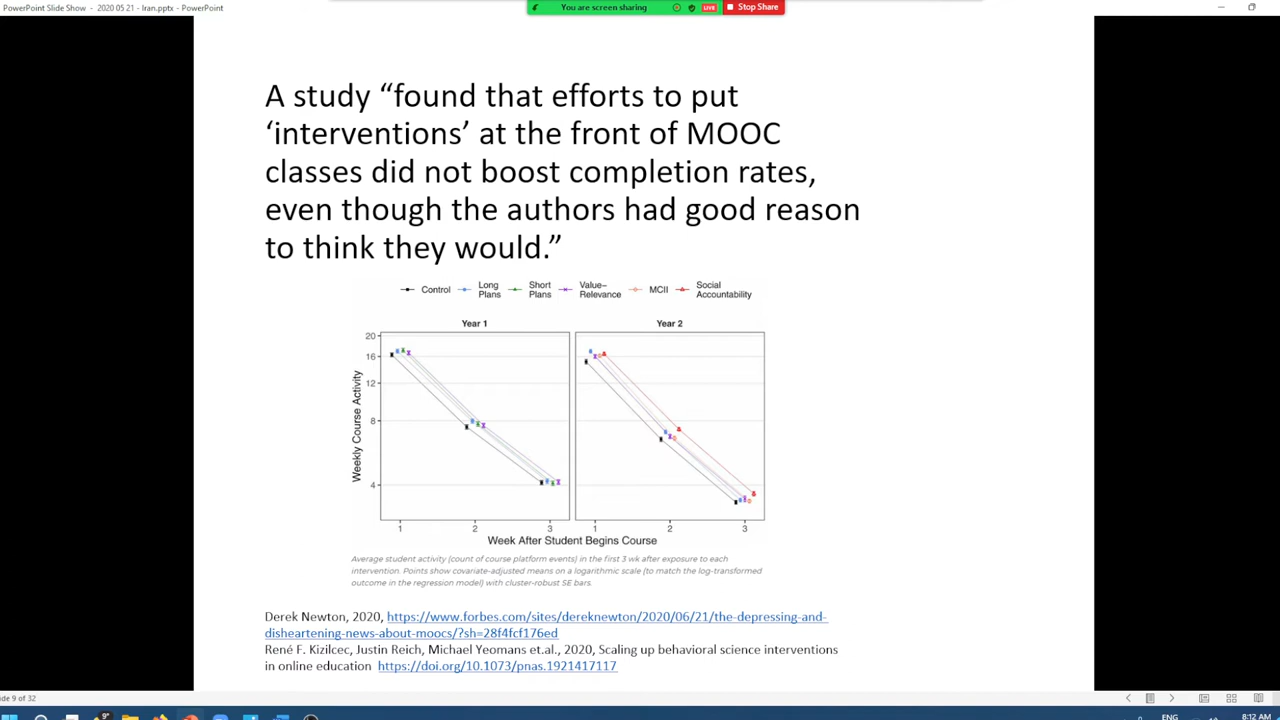 PowerPoint Slide Show - 2020 05 21 - Iran.pptx - PowerPoint
You are screen sharing
LIVE
Stop Share
A study “found that efforts to put
‘interventions’ at the front of MOOC
classes did not boost completion rates,
even though the authors had good reason
to think they would.”
Control
Long
Plans
Short
Plans
Value–
Relevance
MCII
Social
Accountability
Year 1
Year 2
Weekly Course Activity
20
16
12
8
4
1 2 3
1 2 3
Week After Student Begins Course
Average student activity (count of course platform events) in the first 3 wk after exposure to each
intervention. Points show covariate-adjusted means on a logarithmic scale (to match the log-transformed
outcome in the regression model) with cluster-robust SE bars.
Derek Newton, 2020, https://www.forbes.com/sites/dereknewton/2020/06/21/the-depressing-and-
disheartening-news-about-moocs/?sh=28f4fcf176ed
René F. Kizilcec, Justin Reich, Michael Yeomans et.al., 2020, Scaling up behavioral science interventions
in online education https://doi.org/10.1073/pnas.1921417117
de 9 of 32
9°
ENG
8:12 AM